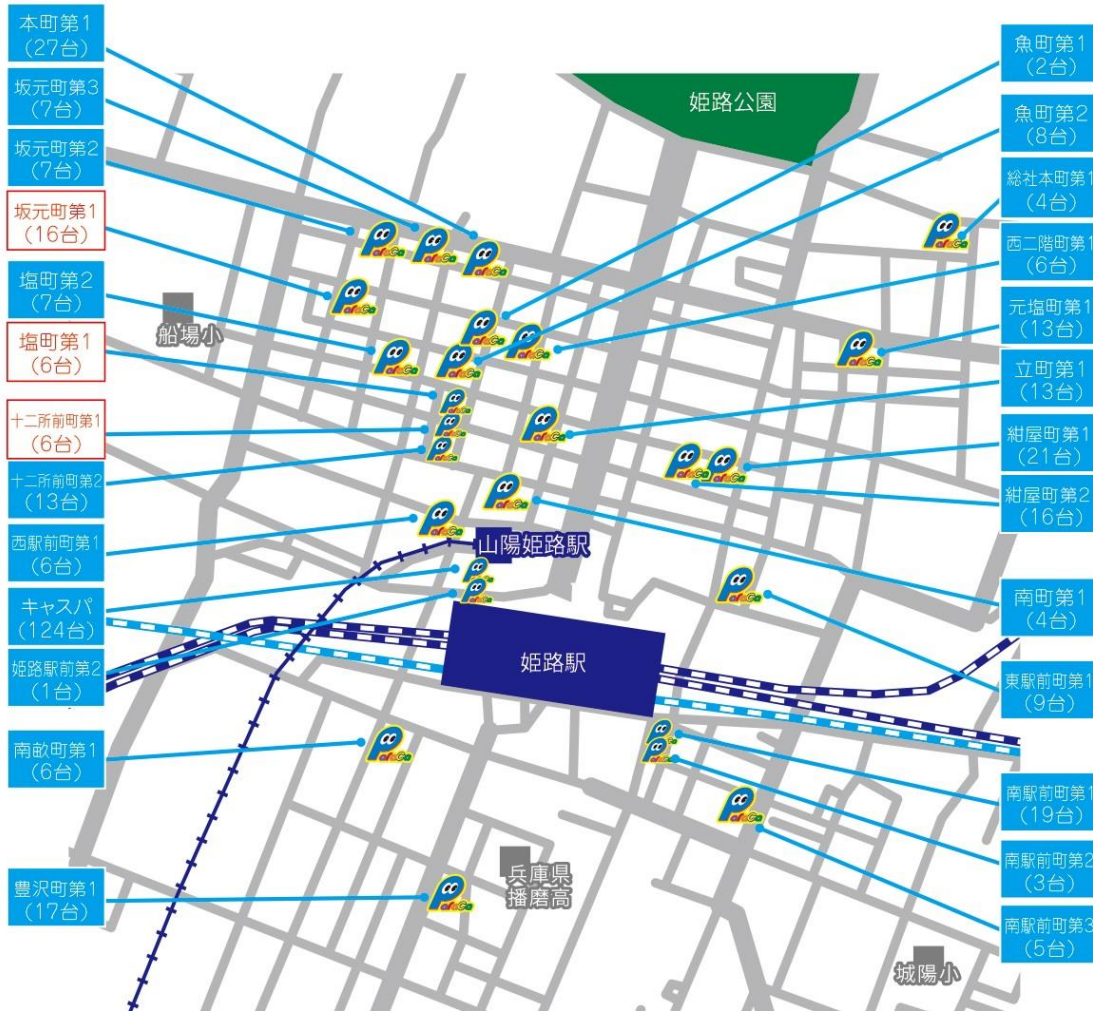 本町第1
(27台)
坂元町第3
(7台)
坂元町第2
(7台)
坂元町第1
(16台)
塩町第2
(7台)
塩町第1
(6台)
十二所前町第1
(6台)
十二所前町第2
(13台)
西駅前町第1
(6台)
キャスパ
(124台)
姫路駅前第2
(1台)
南畝町第1
(6台)
豊沢町第1
(17台)
姫路公園
船場小
山陽姫路駅
姫路駅
兵庫県
播磨高
城陽小
魚町第1
(2台)
魚町第2
(8台)
総社本町第1
(4台)
西二階町第1
(6台)
元塩町第1
(13台)
立町第1
(13台)
紺屋町第1
(21台)
紺屋町第2
(16台)
南町第1
(4台)
東駅前町第1
(9台)
南駅前町第1
(19台)
南駅前町第2
(3台)
南駅前町第3
(5台)